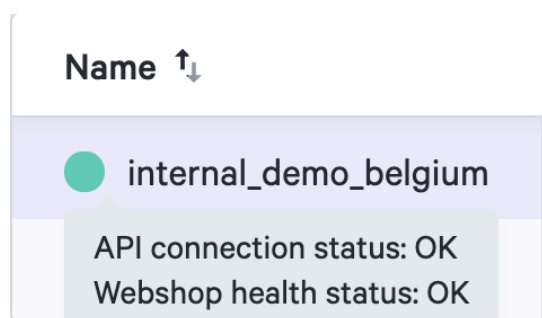 Name ↑↓
internal_demo_belgium
API connection status: OK
Webshop health status: OK